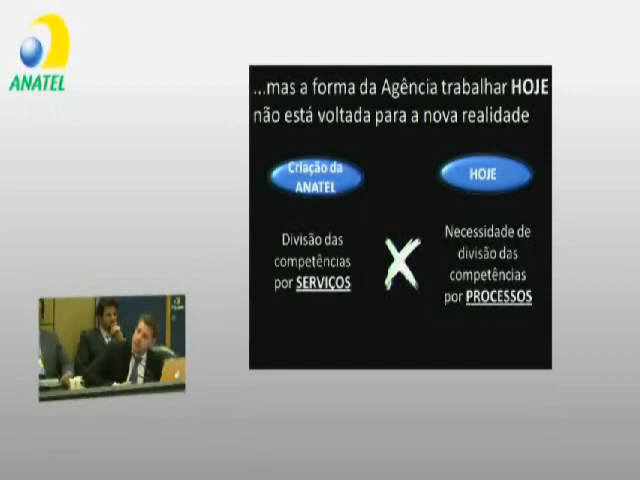 ANATEL
...mas a forma da Agência trabalhar HOJE
não está voltada para a nova realidade
Criação da
ANATEL
HOJE
Divisão das
competências
por SERVIÇOS
X
Necessidade de
divisão das
competências
por PROCESSOS